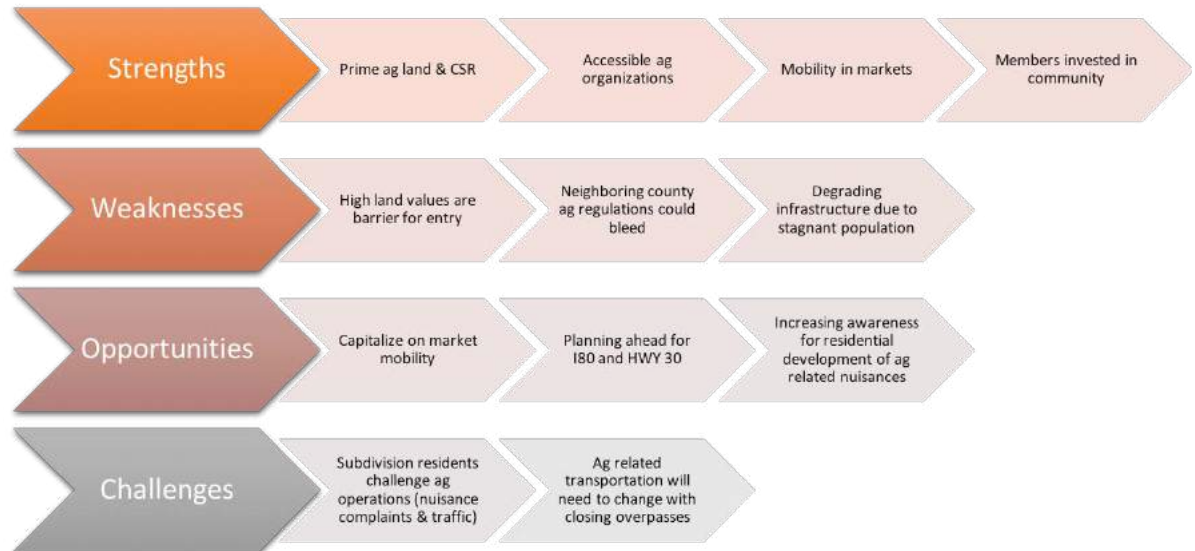 Strengths
Prime ag land & CSR
Accessible ag
organizations
Mobility in markets
Members invested in
community
Weaknesses
High land values are
barrier for entry
Neighboring county
ag regulations could
bleed
Degrading
infrastructure due to
stagnant population
Opportunities
Capitalize on market
mobility
Planning ahead for
I80 and HWY 30
Increasing awareness
for residential
development of ag
related nuisances
Challenges
Subdivision residents
challenge ag
operations (nuisance
complaints & traffic)
Ag related
transportation will
need to change with
closing overpasses